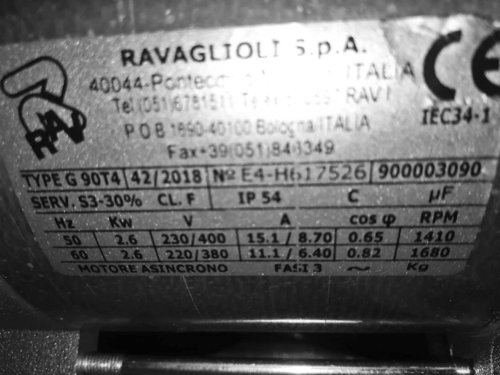 RAVAGLIOLI S.p.A.
40044-Pontecc ITALIA
Tel.(051)6781511 RAV I
P O B 1690-40100 Bologna ITALIA
Fax+39(051)846349
RAV
CE
IEC34-1
TYPE G 90T4 42/2018 Nº E4-H617526 900003090
SERV. S3-30% CL. F IP 54 C µF
Hz Kw V A cos φ RPM
50 2.6 230/400 15.1 / 8.70 0.65 1410
60 2.6 220/380 11.1 / 6.40 0.82 1680
MOTORE ASINCRONO FASI 3 ~ Kg